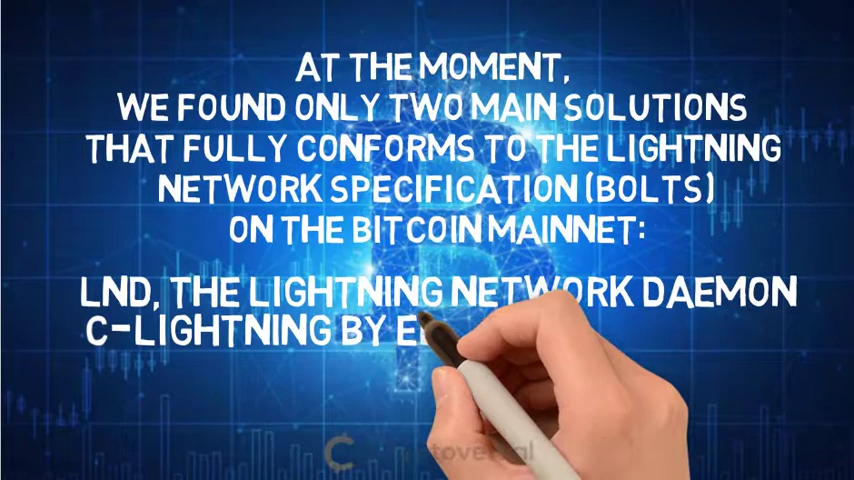 AT THE MOMENT,
WE FOUND ONLY TWO MAIN SOLUTIONS
THAT FULLY CONFORMS TO THE LIGHTNING
NETWORK SPECIFICATION (BOLTS)
ON THE BITCOIN MAINNET:
LND, THE LIGHTNING NETWORK DAEMON
C-LIGHTNING BY E